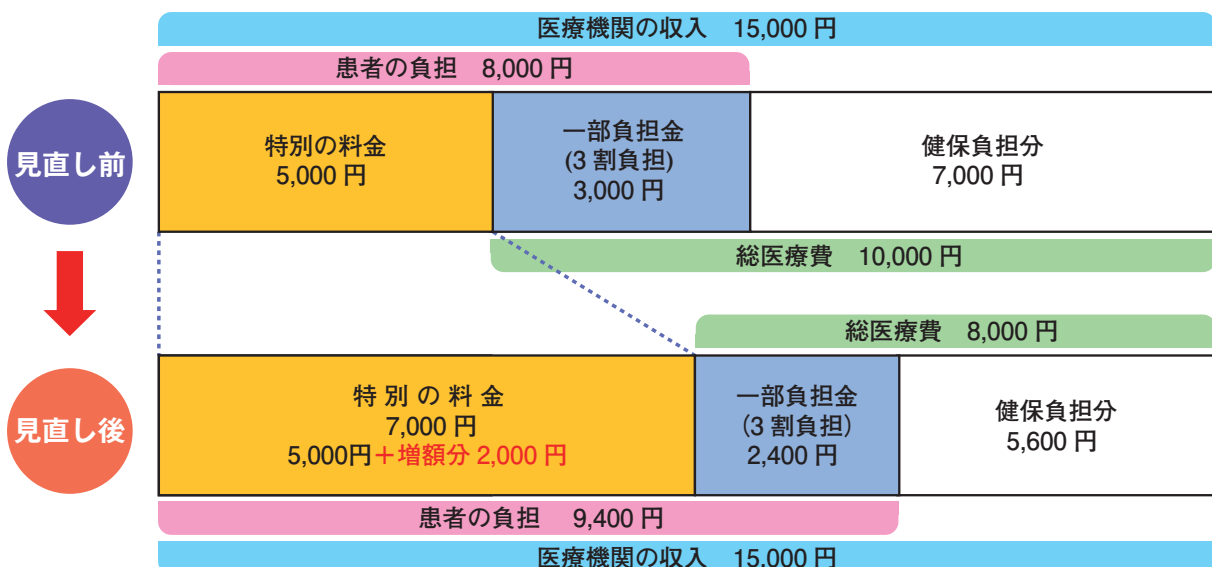 医療機関の収入　15,000 円
患者の負担　8,000 円
見直し前
特別の料金
5,000 円
一部負担金
(3 割負担)
3,000 円
健保負担分
7,000 円
総医療費　10,000 円
総医療費　8,000 円
見直し後
特 別 の 料 金
7,000 円
5,000円＋増額分 2,000 円
一部負担金
(3 割負担)
2,400 円
健保負担分
5,600 円
患者の負担　9,400 円
医療機関の収入　15,000 円